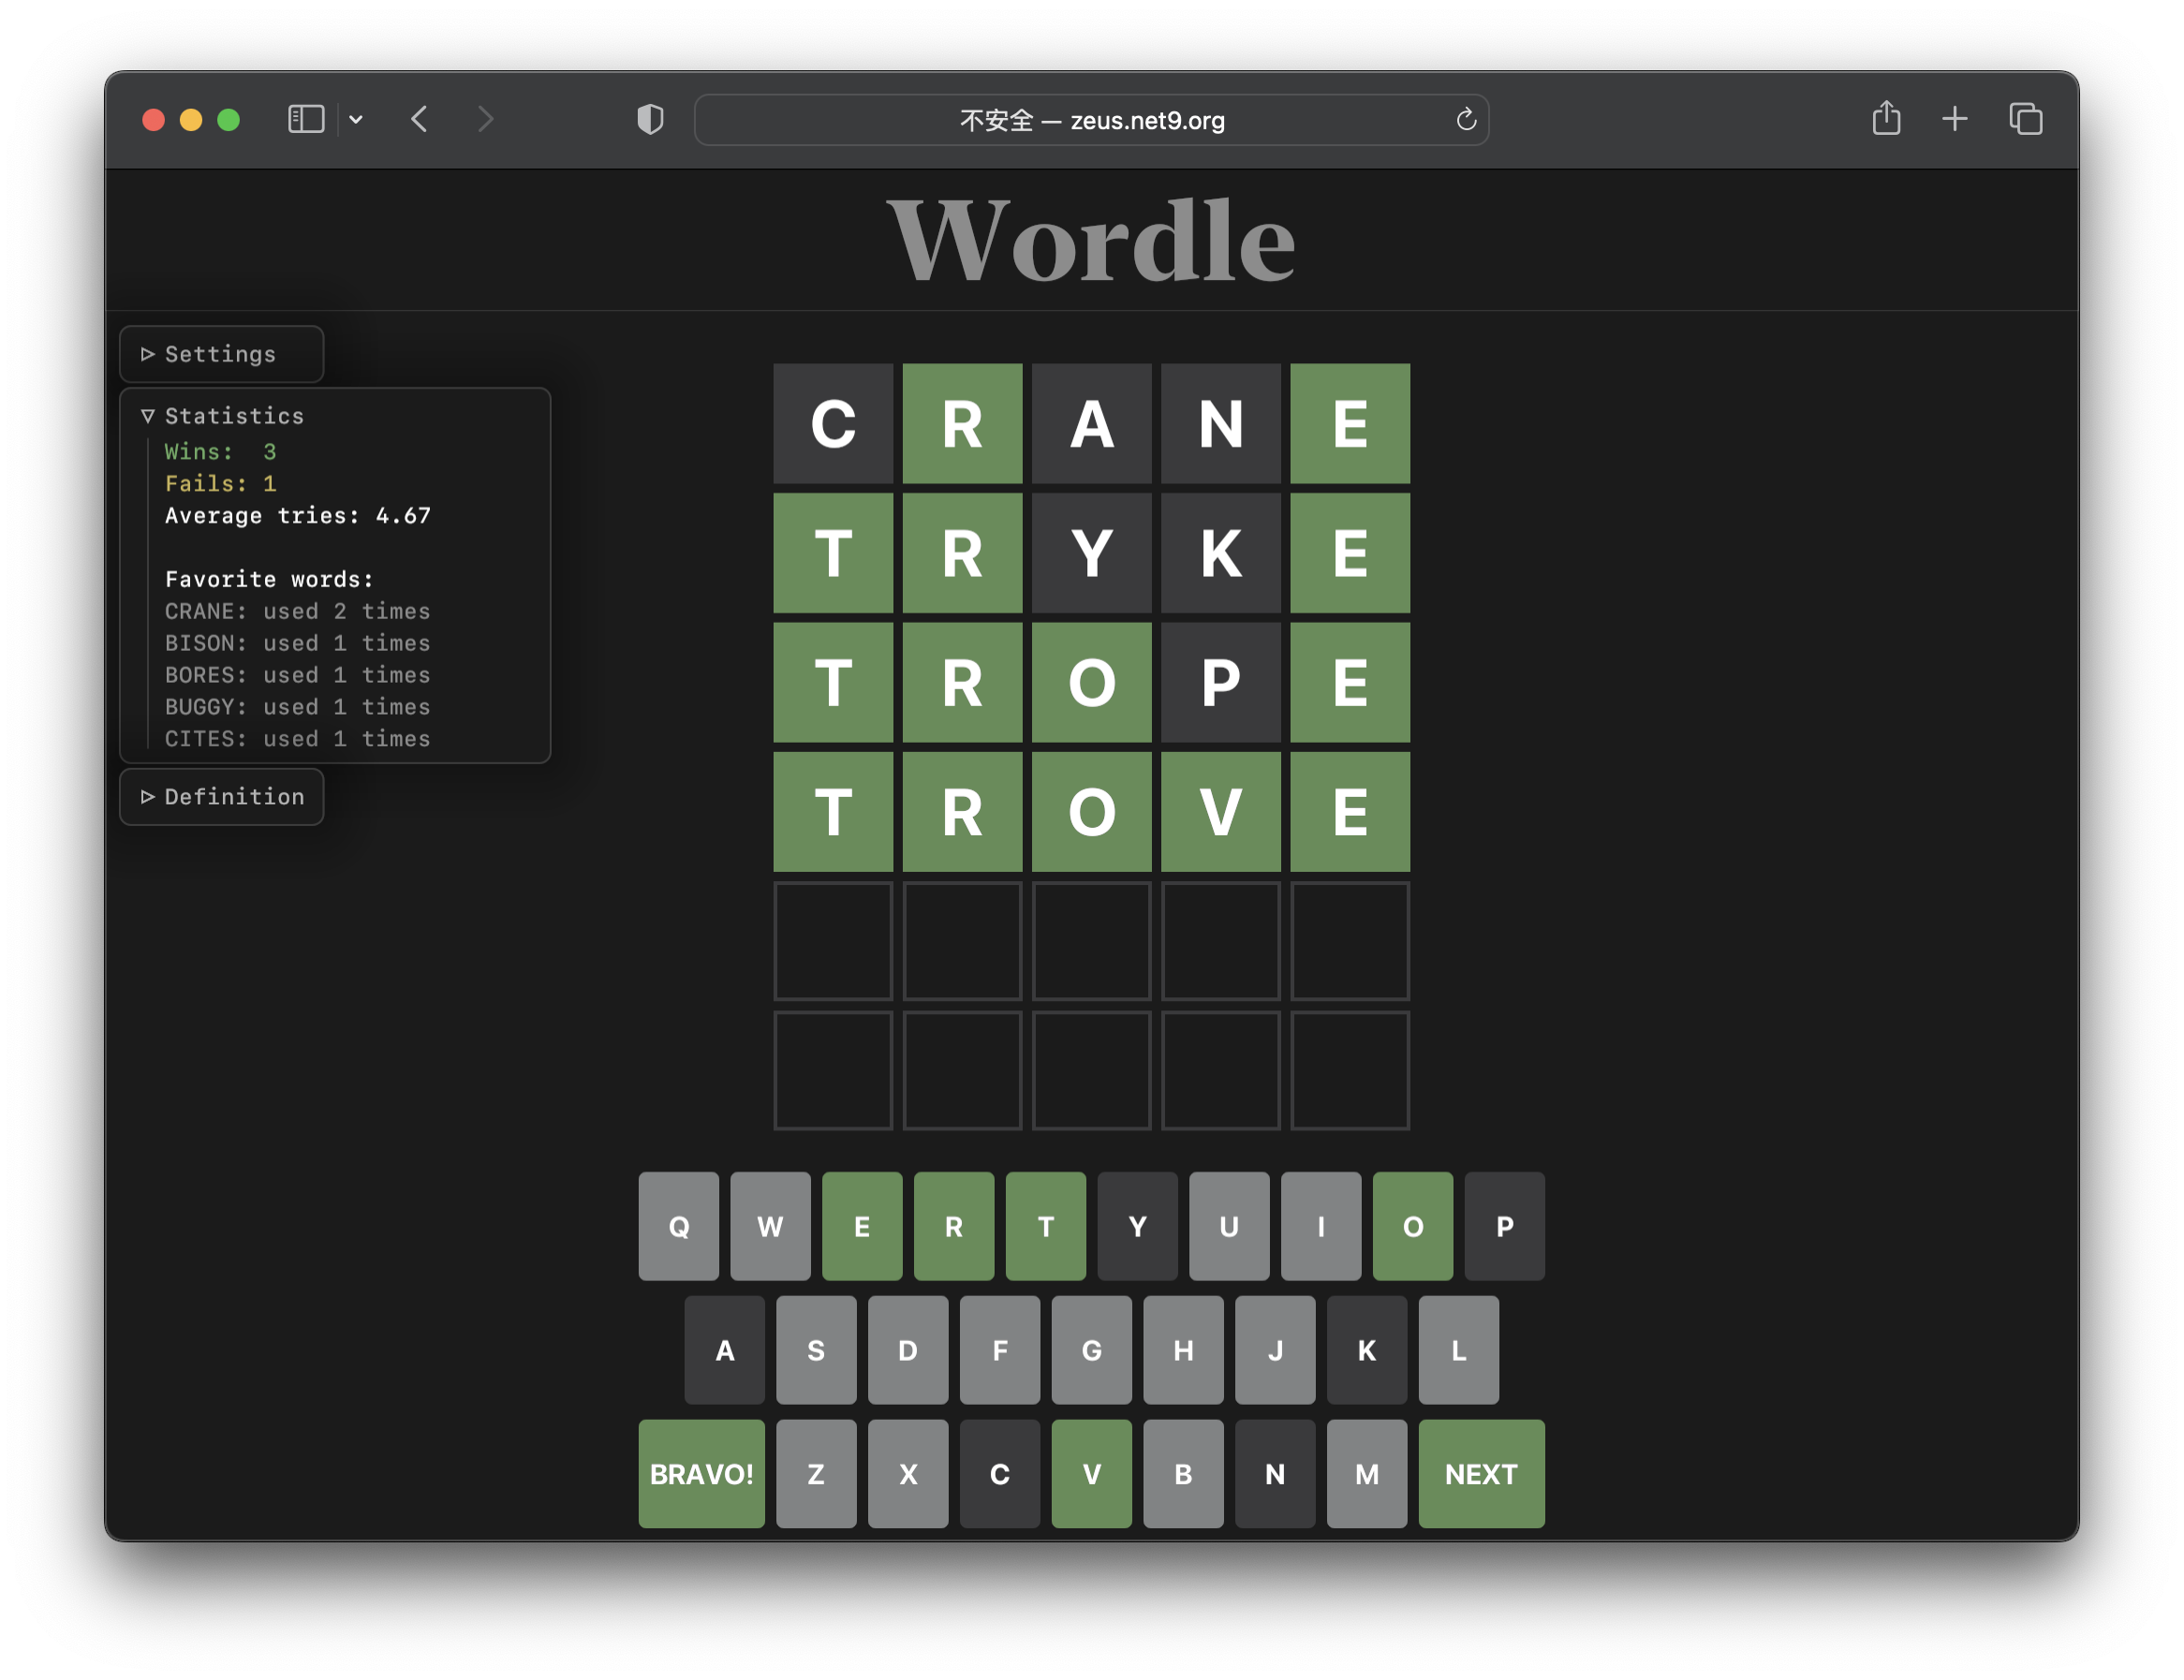 不安全 — zeus.net9.org
Wordle
Settings
Statistics
Wins: 3
Fails: 1
Average tries: 4.67
Favorite words:
CRANE: used 2 times
BISON: used 1 times
BORES: used 1 times
BUGGY: used 1 times
CITES: used 1 times
Definition
C R A N E
T R Y K E
T R O P E
T R O V E
Q W E R T Y U I O P
A S D F G H J K L
BRAVO! Z X C V B N M NEXT